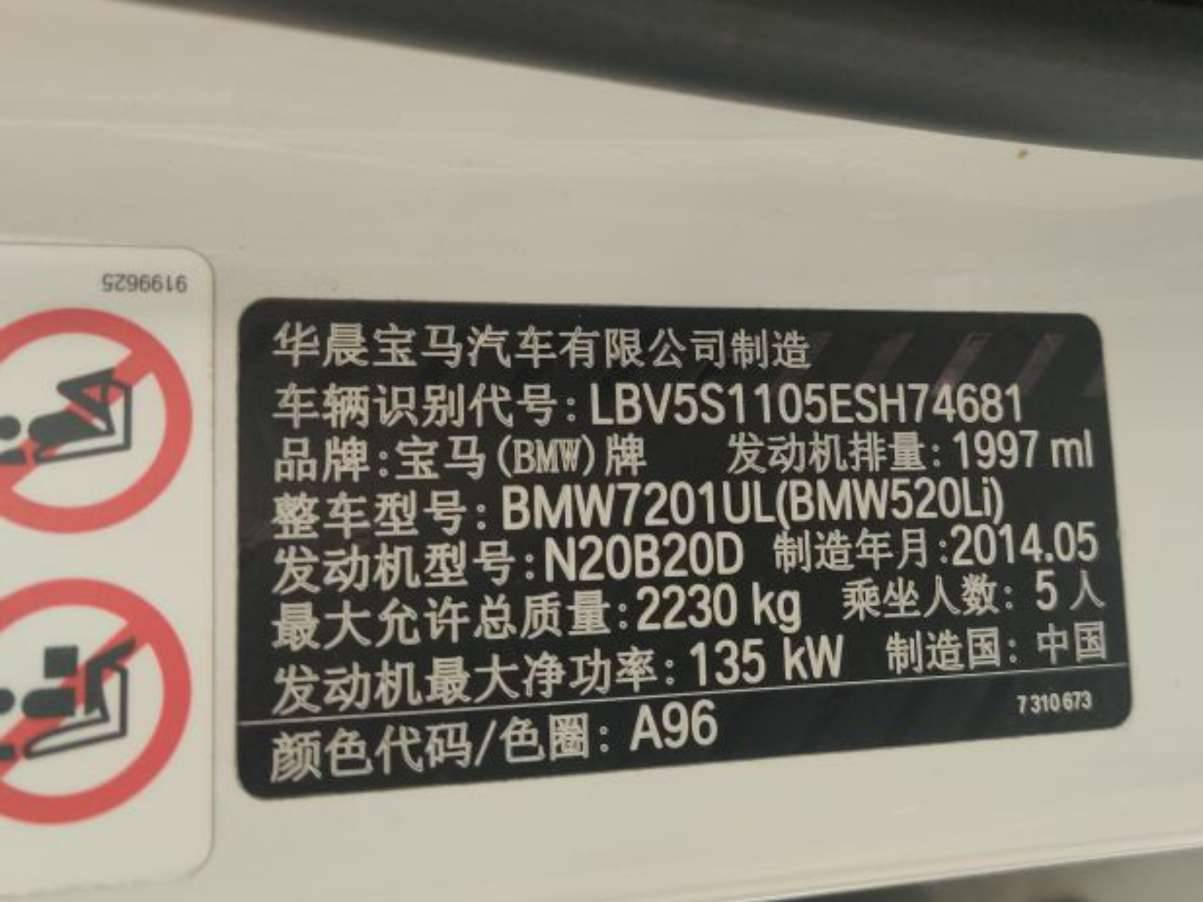 9199625
华晨宝马汽车有限公司制造
车辆识别代号: LBV5S1105ESH74681
品牌: 宝马(BMW)牌 发动机排量: 1997 ml
整车型号: BMW7201UL(BMW520Li)
发动机型号: N20B20D 制造年月: 2014.05
最大允许总质量: 2230 kg 乘坐人数: 5 人
发动机最大净功率: 135 kW 制造国: 中国
7 310 673
颜色代码/色圈: A96